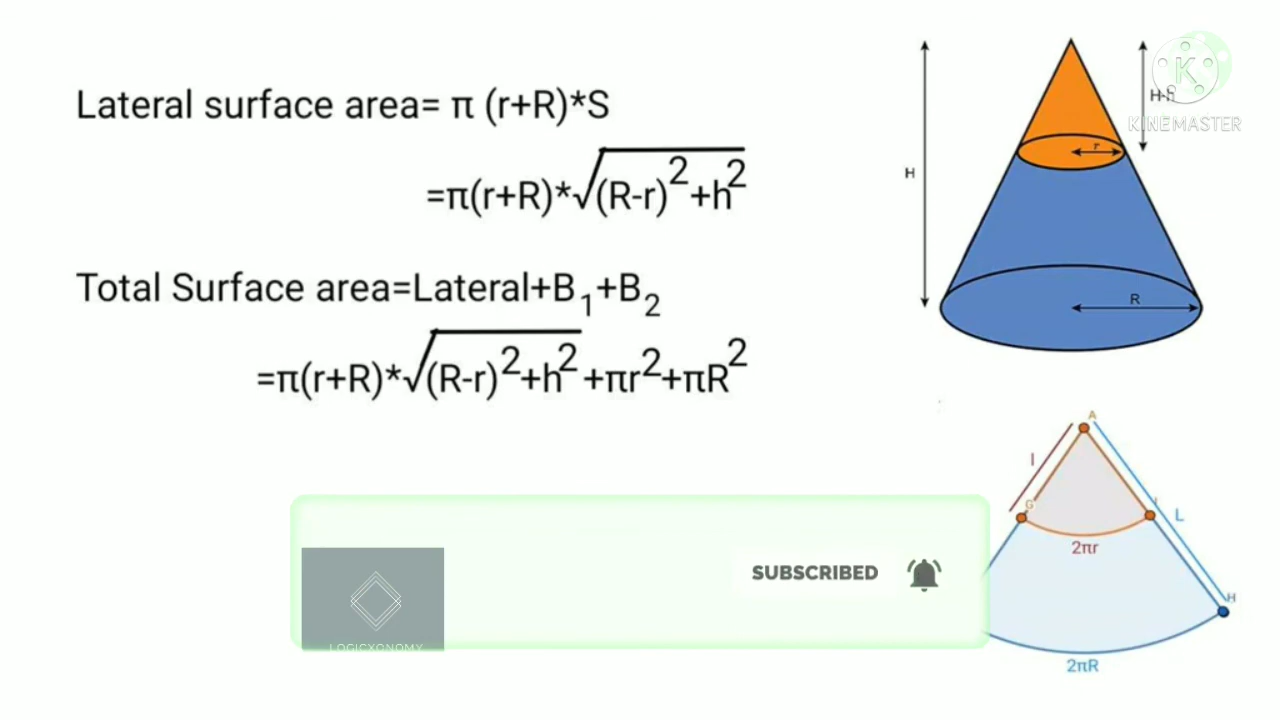 Lateral surface area= π (r+R)*S
=π(r+R)*√(R-r)²+h²
Total Surface area=Lateral+B₁+B₂
=π(r+R)*√(R-r)²+h²+πr²+πR²
H
H-h
KINEMASTER
r
R
A
l
G
I
L
2πr
H
2πR
SUBSCRIBED
LOGICXONOMY